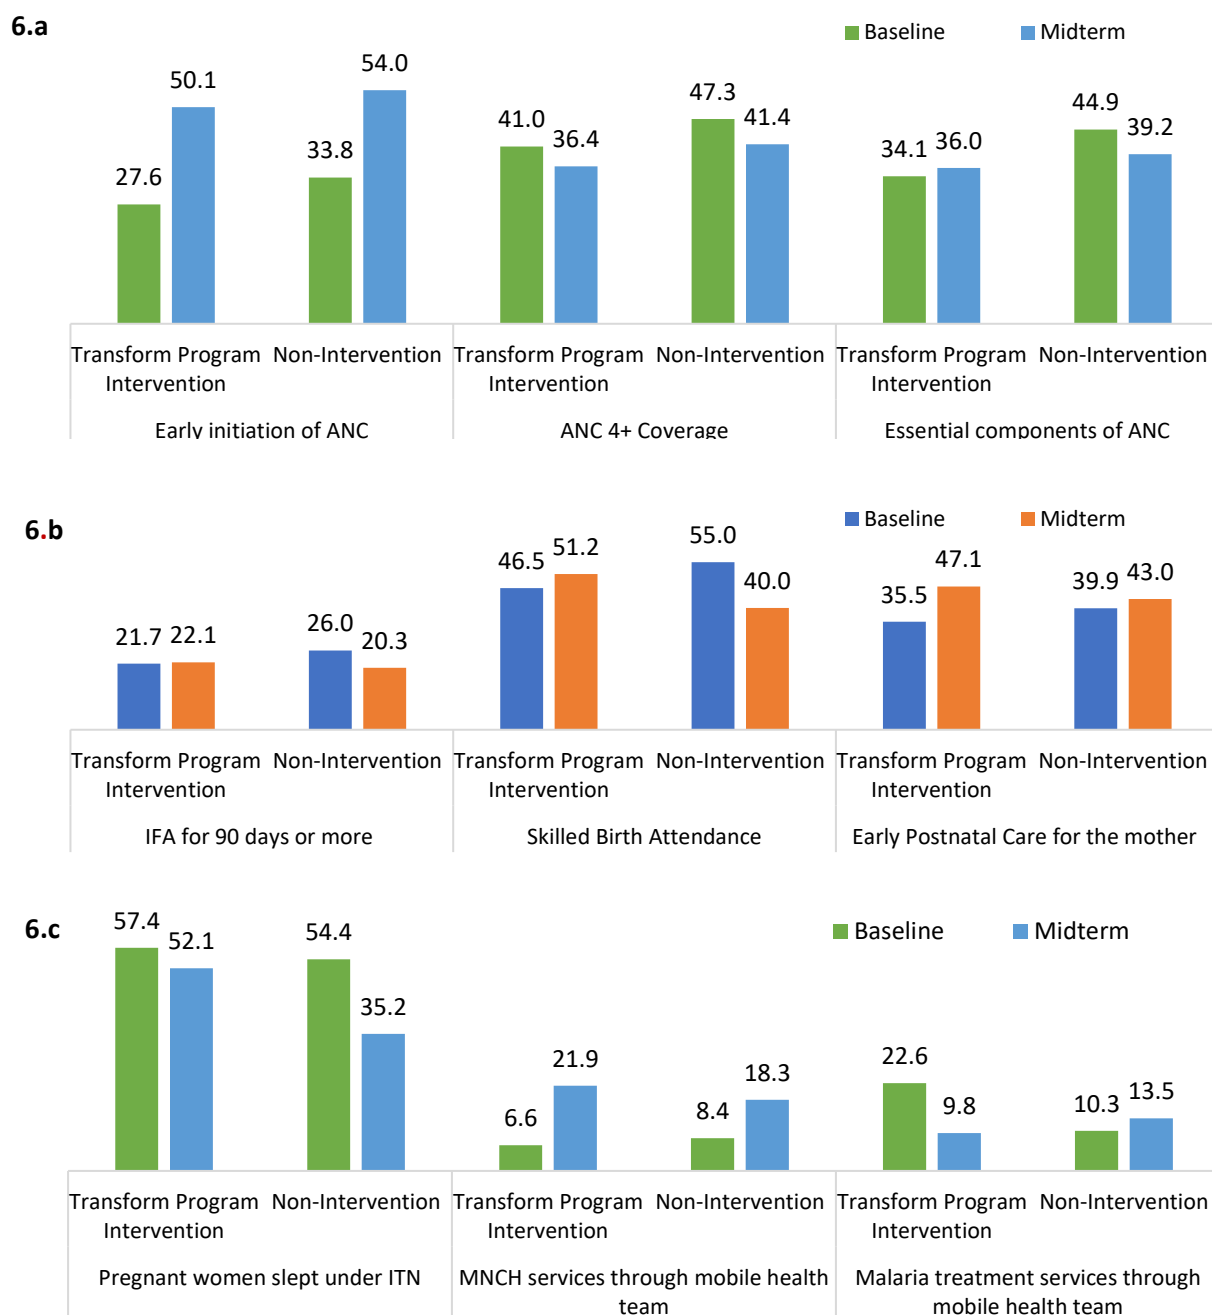 6.a
Baseline Midterm
27.6 50.1 33.8 54.0 41.0 36.4 47.3 41.4 34.1 36.0 44.9 39.2
Transform Program Non-Intervention Transform Program Non-Intervention Transform Program Non-Intervention
Intervention Intervention Intervention
Early initiation of ANC ANC 4+ Coverage Essential components of ANC
6.b
Baseline Midterm
21.7 22.1 26.0 20.3 46.5 51.2 55.0 40.0 35.5 47.1 39.9 43.0
Transform Program Non-Intervention Transform Program Non-Intervention Transform Program Non-Intervention
Intervention Intervention Intervention
IFA for 90 days or more Skilled Birth Attendance Early Postnatal Care for the mother
6.c
Baseline Midterm
57.4 52.1 54.4 35.2 6.6 21.9 8.4 18.3 22.6 9.8 10.3 13.5
Transform Program Non-Intervention Transform Program Non-Intervention Transform Program Non-Intervention
Intervention Intervention Intervention
Pregnant women slept under ITN MNCH services through mobile health Malaria treatment services through
team mobile health team